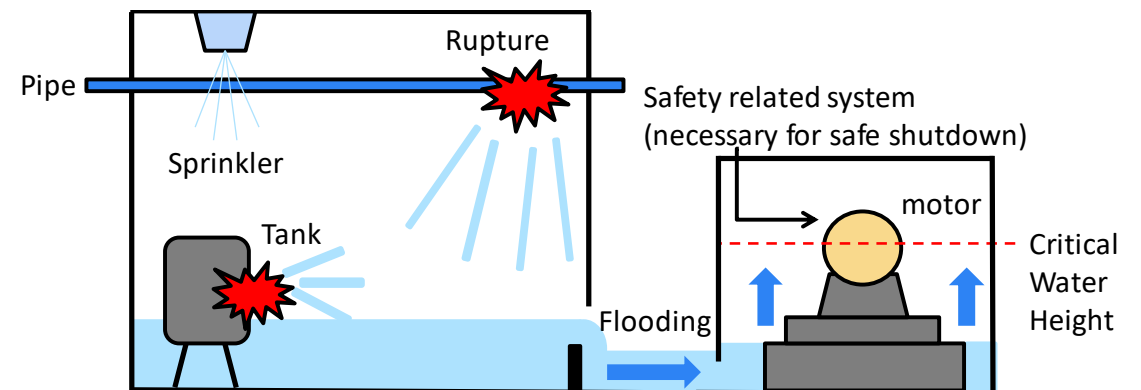 Rupture
Pipe
Sprinkler
Tank
Flooding
Safety related system
(necessary for safe shutdown)
motor
Critical
Water
Height